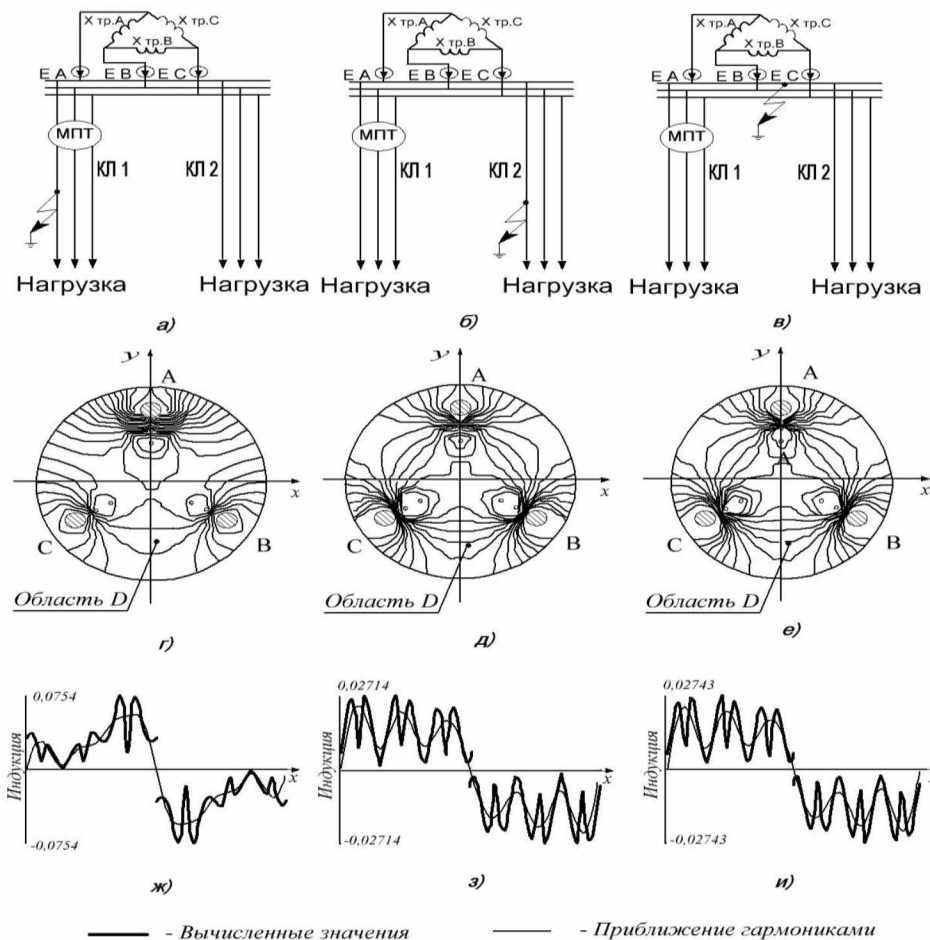 Х тр.А Х тр.С
Х тр.В
Е А Е В Е С
МПТ
КЛ 1 КЛ 2
Нагрузка Нагрузка
а)
Х тр.А Х тр.С
Х тр.В
Е А Е В Е С
МПТ
КЛ 1 КЛ 2
Нагрузка Нагрузка
б)
Х тр.А Х тр.С
Х тр.В
Е А Е В Е С
МПТ
КЛ 1 КЛ 2
Нагрузка Нагрузка
в)
y
A
x
C
B
Область D
г)
y
A
x
C
B
Область D
д)
y
A
A
x
C
B
Область D
е)
0,0754
Индукция
x
-0,0754
ж)
0,02714
Индукция
x
-0,02714
з)
0,02743
Индукция
x
-0,02743
и)
- Вычисленные значения
- Приближение гармониками